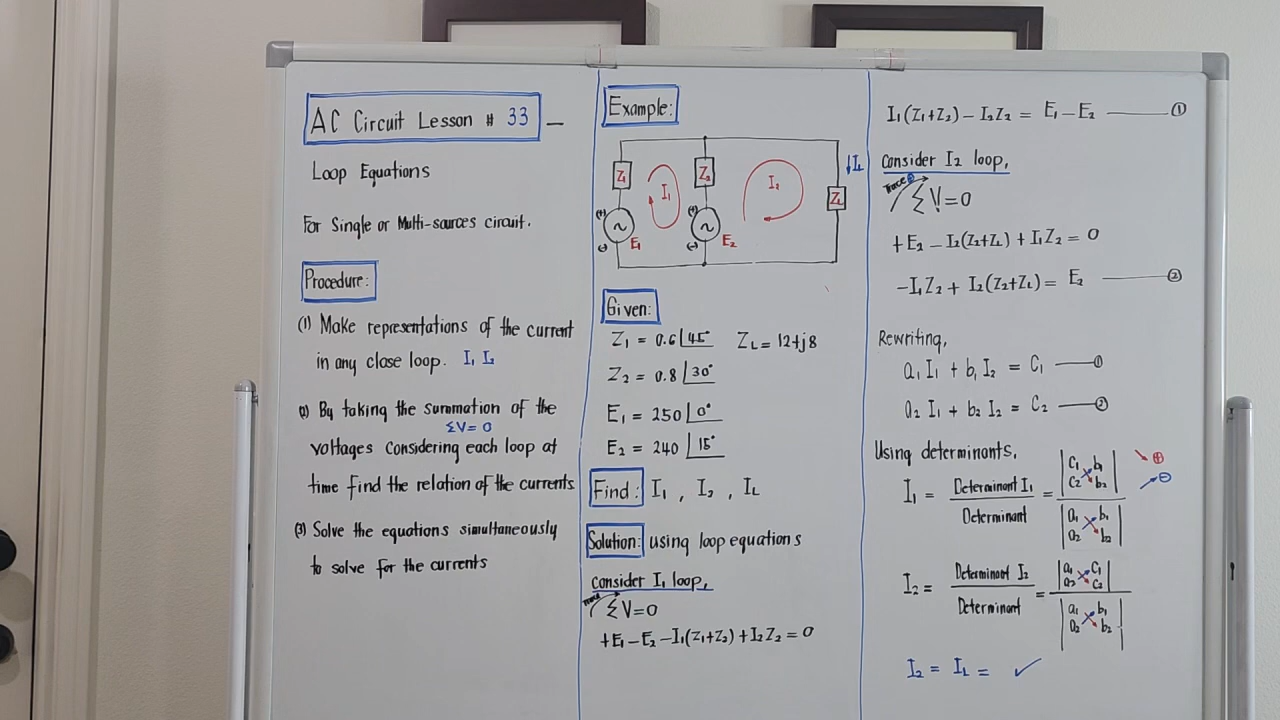 AC Circuit Lesson # 33
Loop Equations
For Single or Multi-sources circuit.
Procedure:
(1) Make representations of the current
in any close loop. I₁ I₂
(2) By taking the summation of the
ΣV = 0
voltages considering each loop at
time find the relation of the currents
(3) Solve the equations simultaneously
to solve for the currents
Example:
Z₁ I₁ Z₂ I₂ ZL ↓IL
(+) (+)
E₁ E₂
(-) (-)
Given:
Z₁ = 0.6∠45° ZL = 12+j8
Z₂ = 0.8∠30°
E₁ = 250∠0°
E₂ = 240∠15°
Find: I₁ , I₂ , IL
Solution: using loop equations
consider I₁ loop,
Trace ΣV=0
+E₁ - E₂ - I₁(Z₁+Z₂) + I₂Z₂ = 0
I₁(Z₁+Z₂) - I₂Z₂ = E₁ - E₂ ①
Consider I₂ loop,
Trace ⊕ ΣV=0
+E₂ - I₂(Z₂+ZL) + I₁Z₂ = 0
-I₁Z₂ + I₂(Z₂+ZL) = E₂ ②
Rewriting,
a₁I₁ + b₁I₂ = C₁ ①
a₂I₁ + b₂I₂ = C₂ ②
Using determinants,
I₁ = Determinant I₁ / Determinant = |C₁ b₁ C₂ b₂| / |a₁ b₁ a₂ b₂| ↘⊕ ↗⊖
I₂ = Determinant I₂ / Determinant = |a₁ C₁ a₂ C₂| / |a₁ b₁ a₂ b₂|
I₂ = IL = ✓